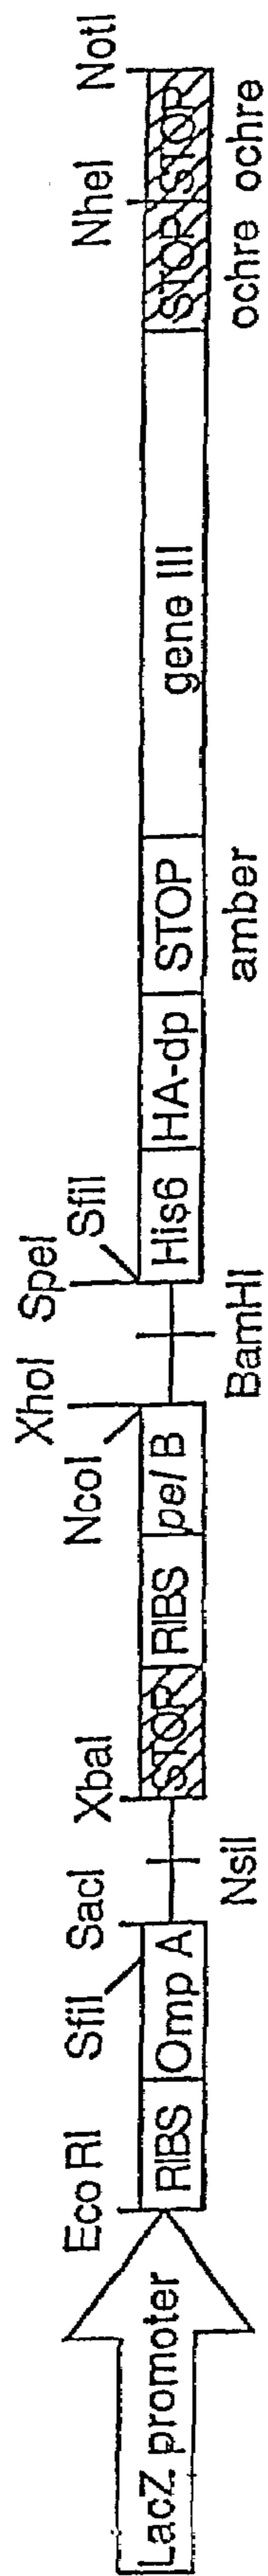 LacZ promoter
Eco RI
RIBS
Omp A
SfiI
SacI
NsiI
XbaI
STOP
RIBS
pel B
NcoI
XhoI
BamHI
SpeI
SfiI
His6
HA-dp
STOP
amber
gene III
STOP
ochre
NheI
STOP
ochre
NotI